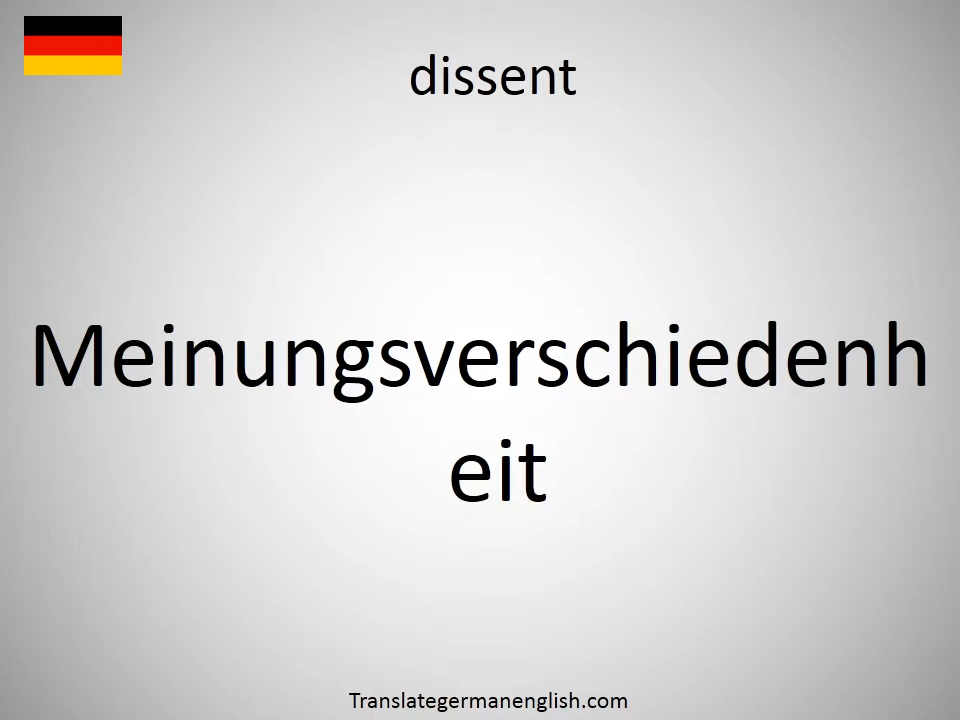 dissent
Meinungsverschiedenh
eit
Translategermanenglish.com